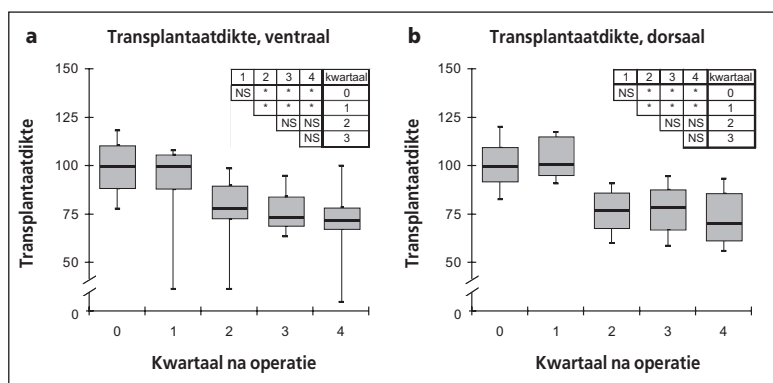 a Transplantaatdikte, ventraal
150
125
100
75
50
0
Transplantaatdikte
1 2 3 4 kwartaal
NS * * * 0
* * * 1
NS NS 2
NS 3
0 1 2 3 4
Kwartaal na operatie
b Transplantaatdikte, dorsaal
150
125
100
75
50
0
Transplantaatdikte
1 2 3 4 kwartaal
NS * * * 0
* * * 1
NS NS 2
NS 3
0 1 2 3 4
Kwartaal na operatie